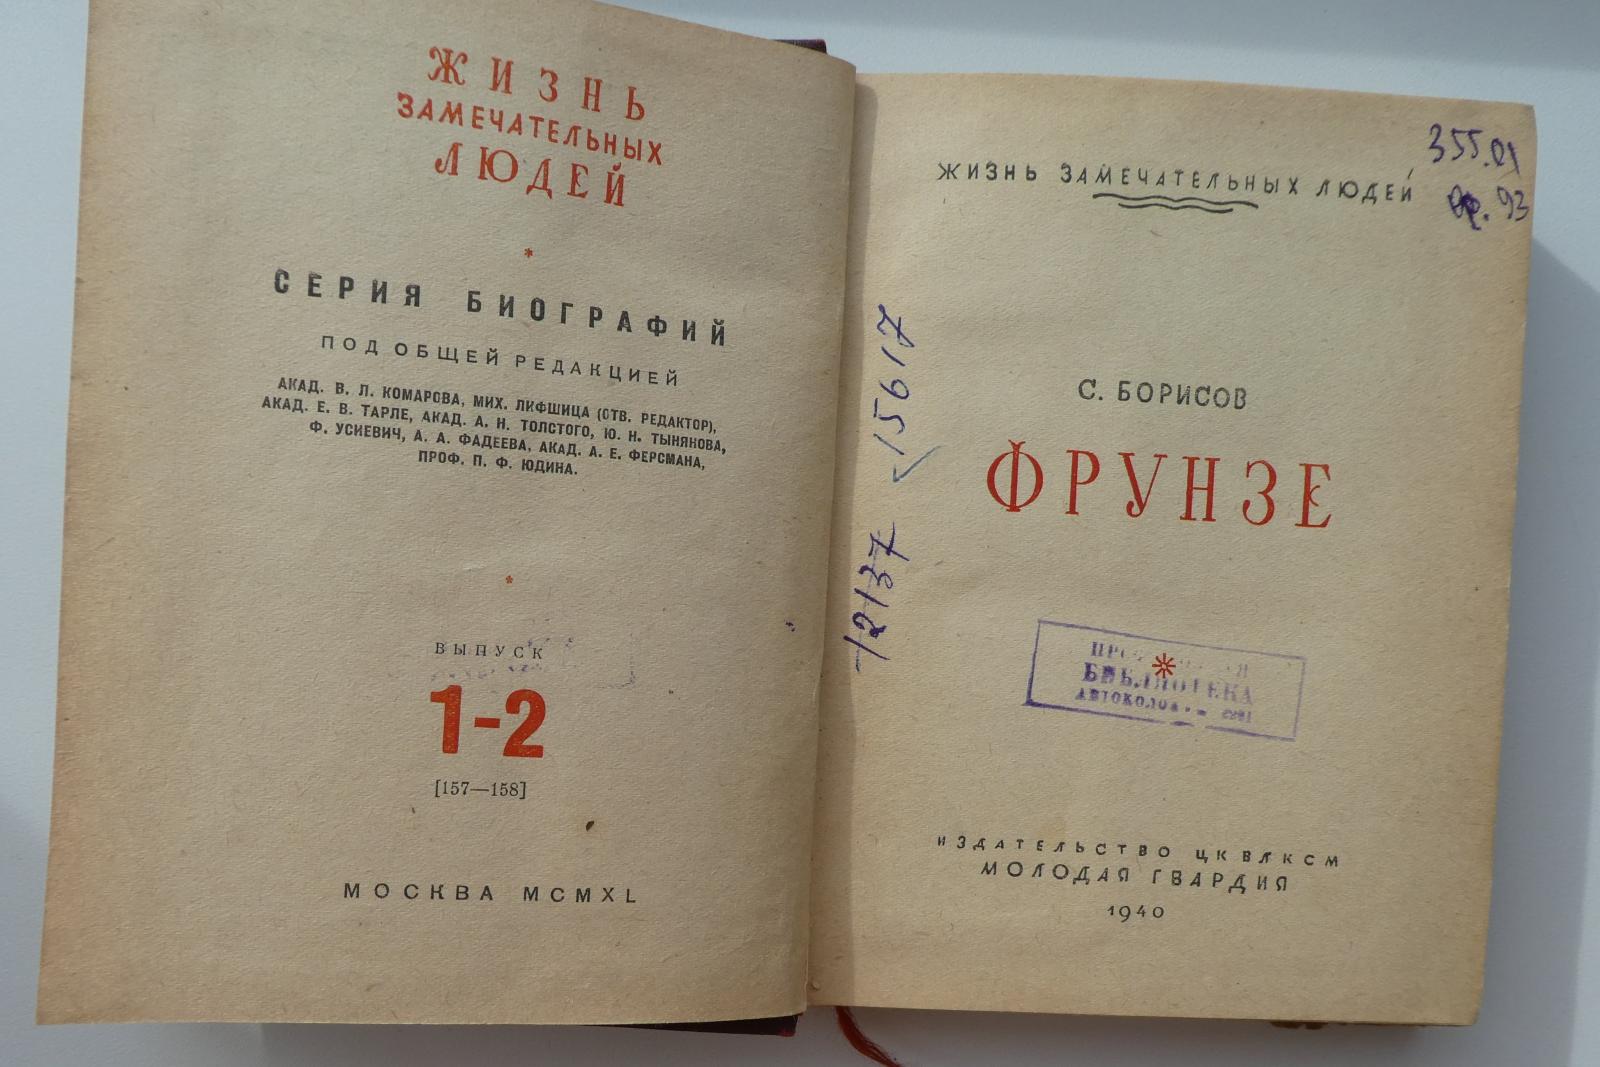 ЖИЗНЬ
ЗАМЕЧАТЕЛЬНЫХ
ЛЮДЕЙ
*
СЕРИЯ БИОГРАФИЙ
ПОД ОБЩЕЙ РЕДАКЦИЕЙ
АКАД. В. Л. КОМАРОВА, МИХ. ЛИФШИЦА (ОТВ. РЕДАКТОР),
АКАД. Е. В. ТАРЛЕ, АКАД. А. Н. ТОЛСТОГО, Ю. Н. ТЫНЯНОВА,
Ф. УСИЕВИЧ, А. А. ФАДЕЕВА, АКАД. А. Е. ФЕРСМАНА,
ПРОФ. П. Ф. ЮДИНА.
*
ВЫПУСК
1-2
[157—158]
МОСКВА MCMXL
355.01
93
ЖИЗНЬ ЗАМЕЧАТЕЛЬНЫХ ЛЮДЕЙ
12137 15617
С. БОРИСОВ
ФРУНЗЕ
БИБЛИОТЕКА
ИЗДАТЕЛЬСТВО ЦК ВЛКСМ
МОЛОДАЯ ГВАРДИЯ
1940